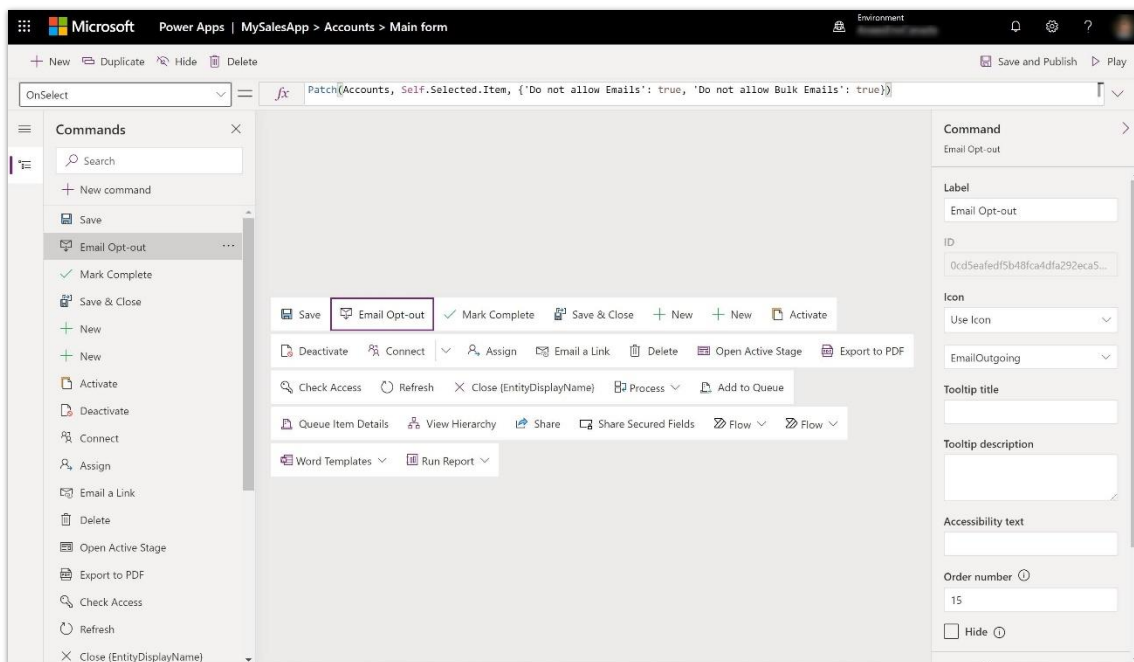 Microsoft Power Apps | MySalesApp > Accounts > Main form
Environment
?
New Duplicate Hide Delete
Save and Publish Play
OnSelect
=
fx
Patch(Accounts, Self.Selected.Item, {'Do not allow Emails': true, 'Do not allow Bulk Emails': true})
Commands
Search
New command
Save
Email Opt-out ...
Mark Complete
Save & Close
New
New
Activate
Deactivate
Connect
Assign
Email a Link
Delete
Open Active Stage
Export to PDF
Check Access
Refresh
Close (EntityDisplayName)
Save Email Opt-out Mark Complete Save & Close New New Activate
Deactivate Connect Assign Email a Link Delete Open Active Stage Export to PDF
Check Access Refresh Close (EntityDisplayName) Process Add to Queue
Queue Item Details View Hierarchy Share Share Secured Fields Flow Flow
Word Templates Run Report
Command
Email Opt-out
Label
Email Opt-out
ID
0cd5eafedf5b48fca4dfa292eca5...
Icon
Use Icon
EmailOutgoing
Tooltip title
Tooltip description
Accessibility text
Order number
15
Hide